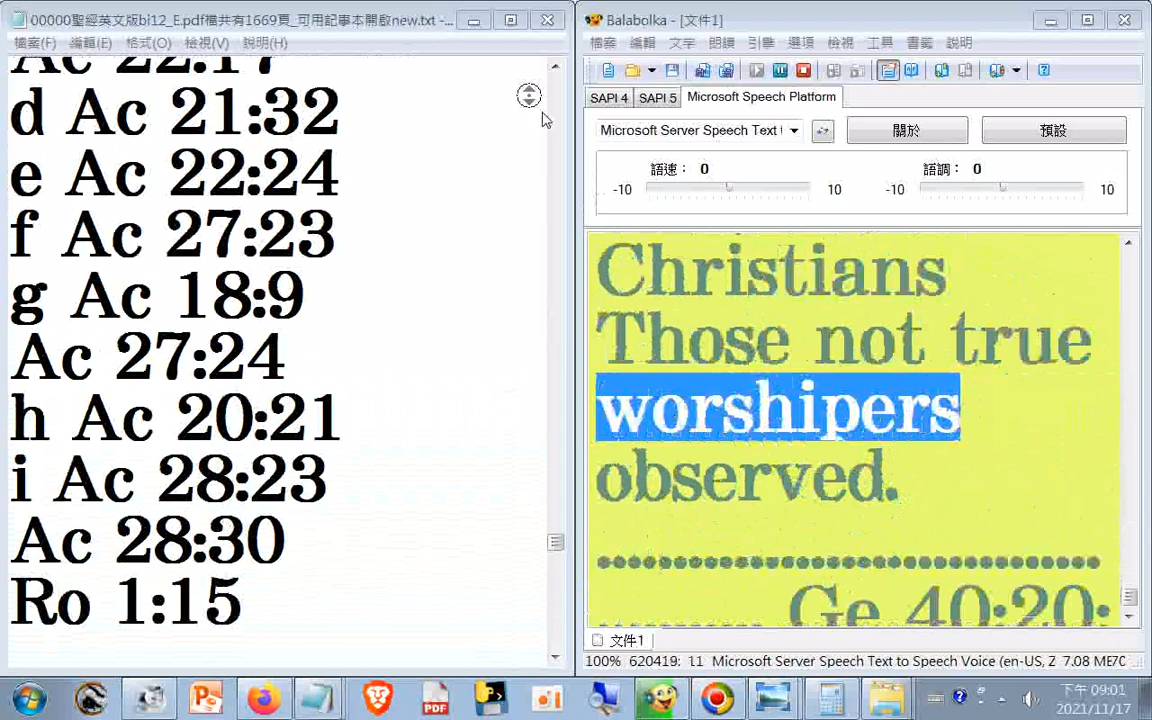 00000聖經英文版bi12_E.pdf檔共有1669頁_可用記事本開啟new.txt -...
檔案(F) 編輯(E) 格式(O) 檢視(V) 說明(H)
Ac 22:17
d Ac 21:32
e Ac 22:24
f Ac 27:23
g Ac 18:9
Ac 27:24
h Ac 20:21
i Ac 28:23
Ac 28:30
Ro 1:15
Balabolka - [文件1]
檔案 編輯 文字 朗讀 引擎 選項 檢視 工具 書籤 說明
SAPI 4 SAPI 5 Microsoft Speech Platform
Microsoft Server Speech Text 關於 預設
語速： 0 語調： 0
-10 10 -10 10
Christians
Those not true
worshipers
observed.
Ge 40:20:
文件1
100% 620419: 11 Microsoft Server Speech Text to Speech Voice (en-US, Z 7.08 МБ
PDF
下午 09:01
2021/11/17